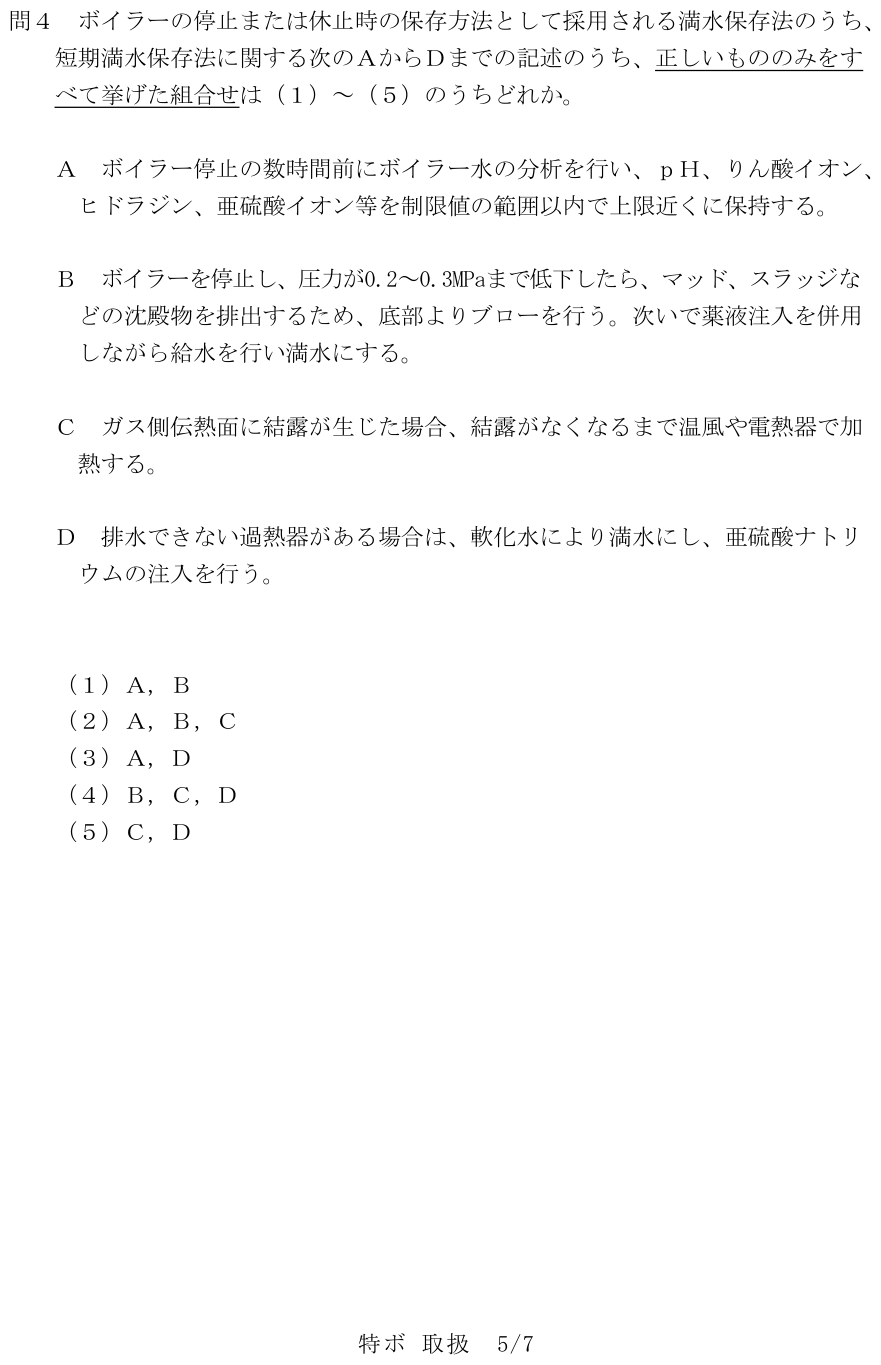 問４　ボイラーの停止または休止時の保存方法として採用される満水保存法のうち、
短期満水保存法に関する次のＡからＤまでの記述のうち、正しいもののみをす
べて挙げた組合せは（１）～（５）のうちどれか。
Ａ　ボイラー停止の数時間前にボイラー水の分析を行い、ｐＨ、りん酸イオン、
ヒドラジン、亜硫酸イオン等を制限値の範囲以内で上限近くに保持する。
Ｂ　ボイラーを停止し、圧力が0.2～0.3MPaまで低下したら、マッド、スラッジな
どの沈殿物を排出するため、底部よりブローを行う。次いで薬液注入を併用
しながら給水を行い満水にする。
Ｃ　ガス側伝熱面に結露が生じた場合、結露がなくなるまで温風や電熱器で加
熱する。
Ｄ　排水できない過熱器がある場合は、軟化水により満水にし、亜硫酸ナトリ
ウムの注入を行う。
（１）Ａ，Ｂ
（２）Ａ，Ｂ，Ｃ
（３）Ａ，Ｄ
（４）Ｂ，Ｃ，Ｄ
（５）Ｃ，Ｄ
特ボ 取扱　5/7